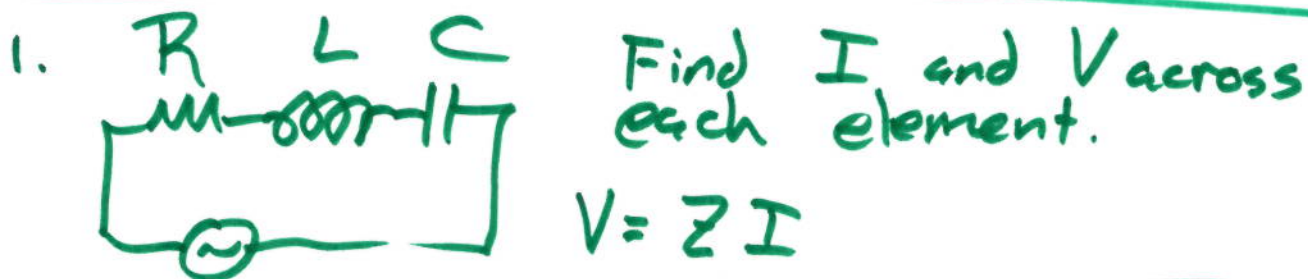 1. R L C Find I and V across
each element.
V = Z I